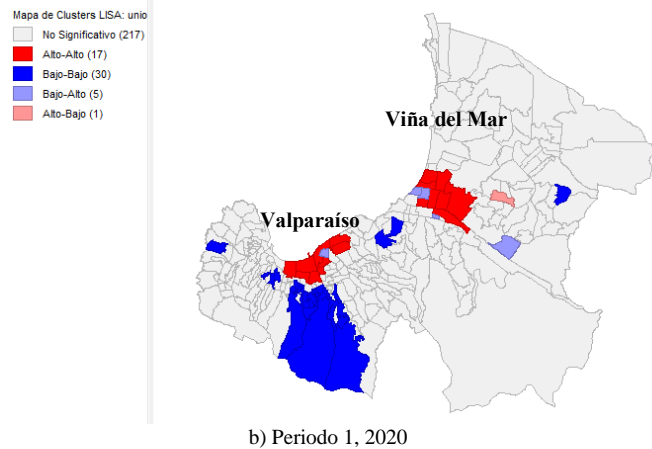 Mapa de Clusters LISA: unio
No Significativo (217)
Alto-Alto (17)
Bajo-Bajo (30)
Bajo-Alto (5)
Alto-Bajo (1)
Viña del Mar
Valparaíso
b) Periodo 1, 2020